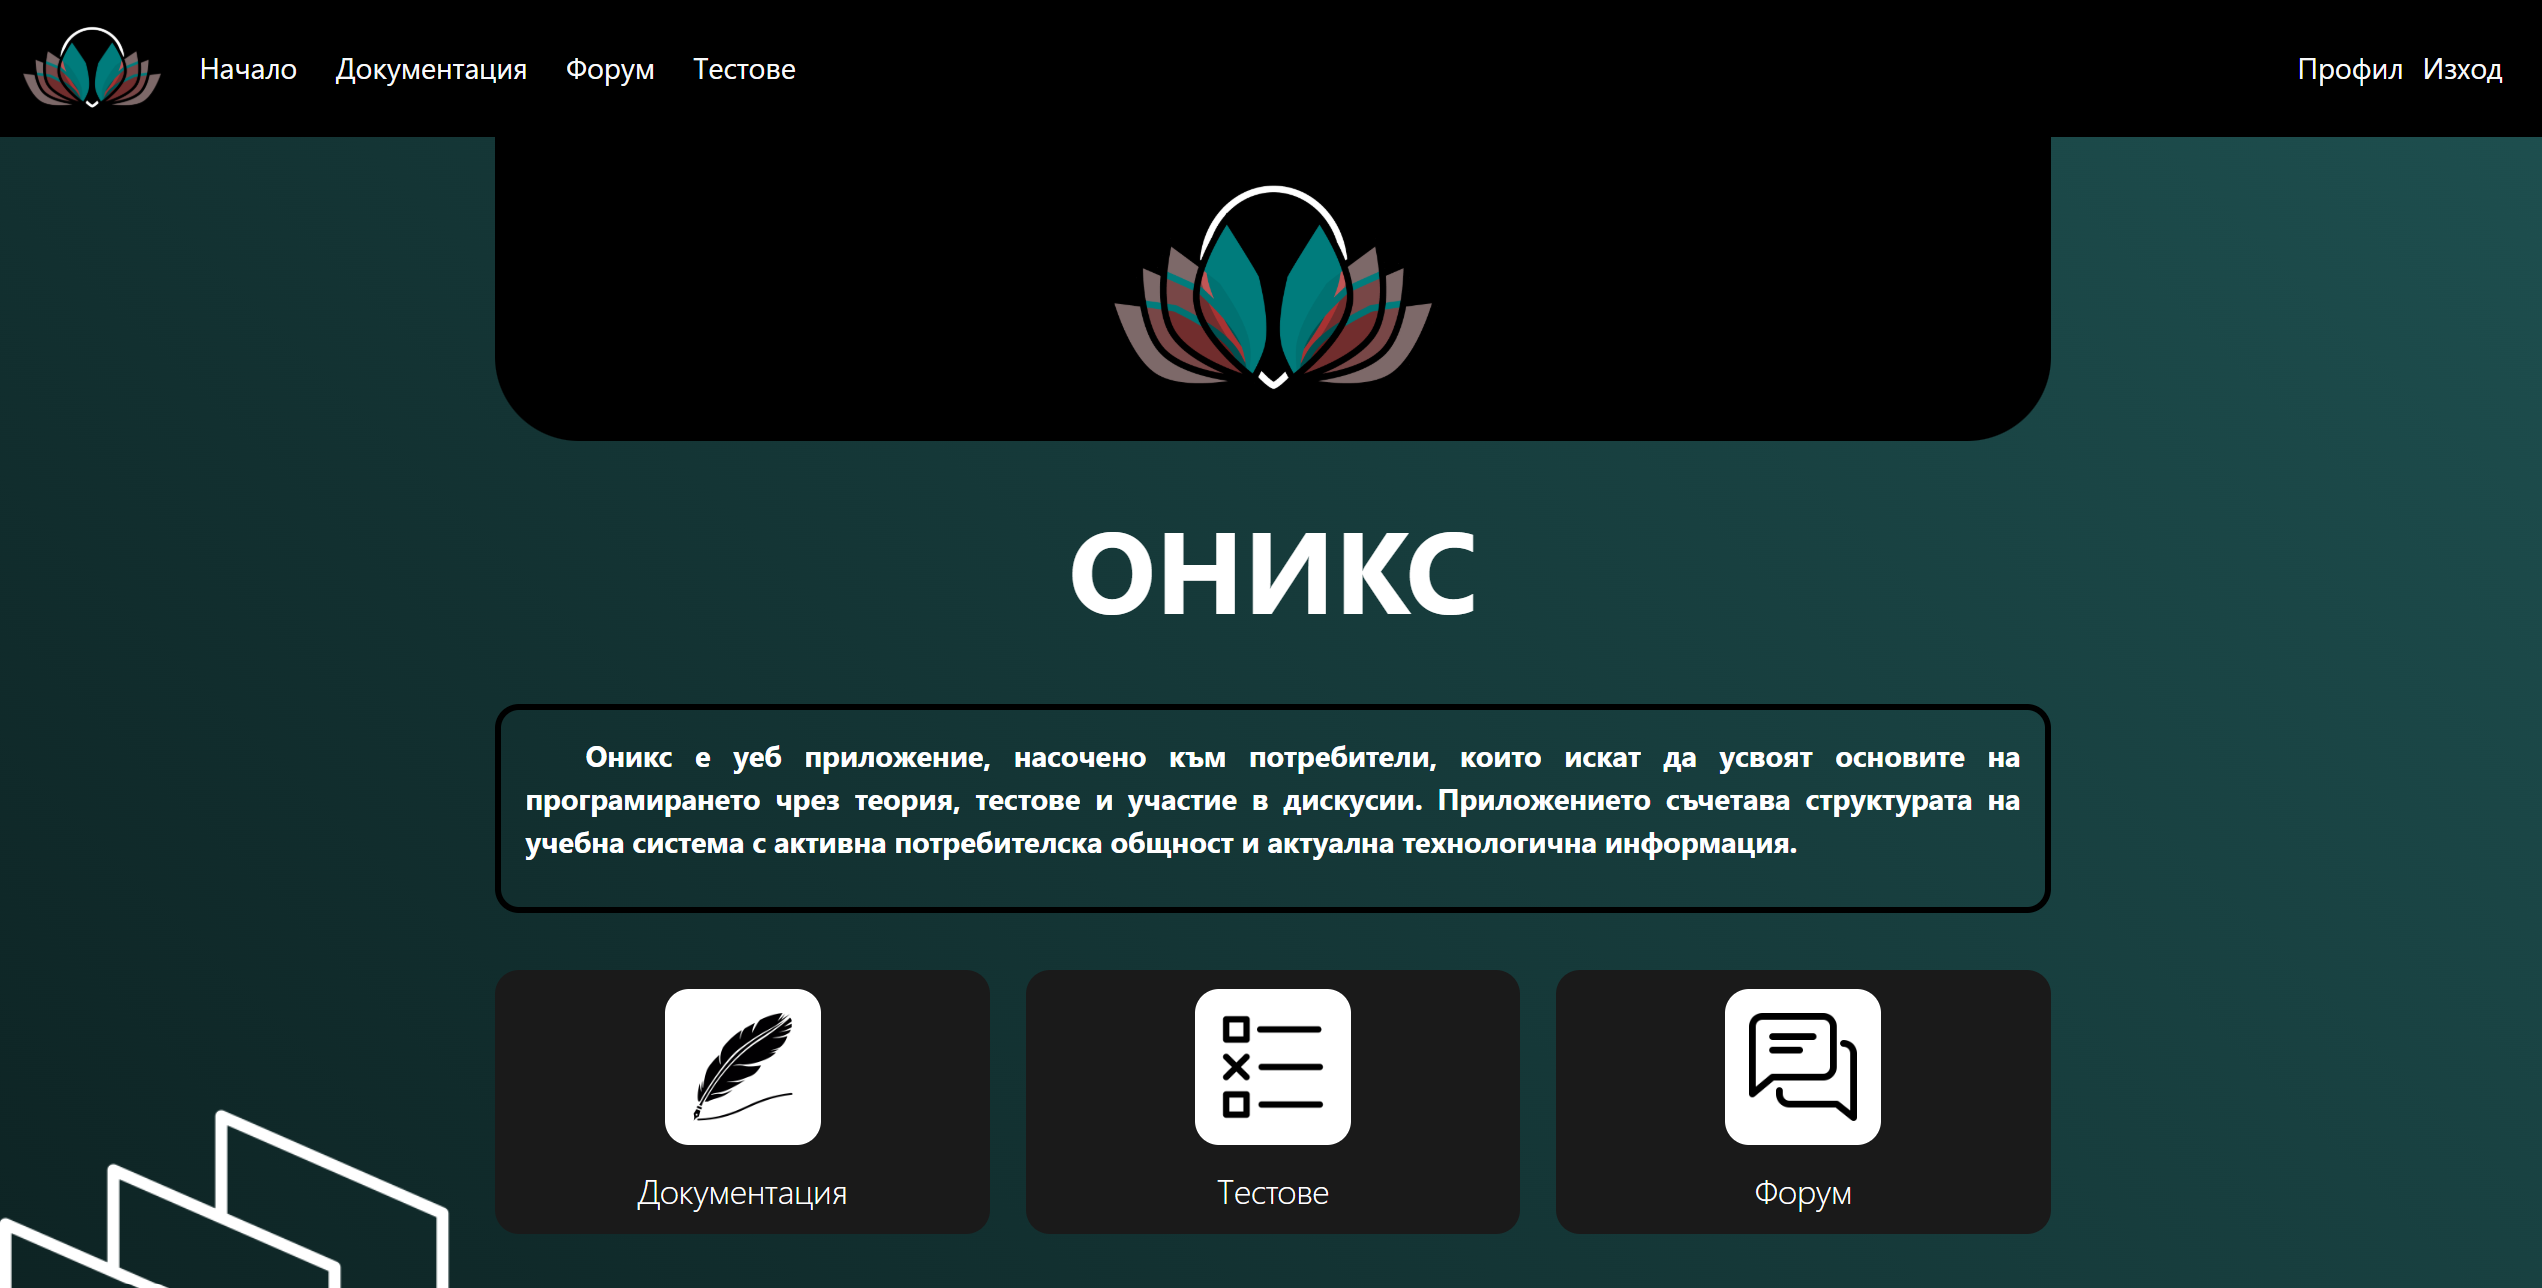 Начало Документация Форум Тестове Профил Изход
ОНИКС
Оникс е уеб приложение, насочено към потребители, които искат да усвоят основите на
програмирането чрез теория, тестове и участие в дискусии. Приложението съчетава структурата на
учебна система с активна потребителска общност и актуална технологична информация.
Документация Тестове Форум